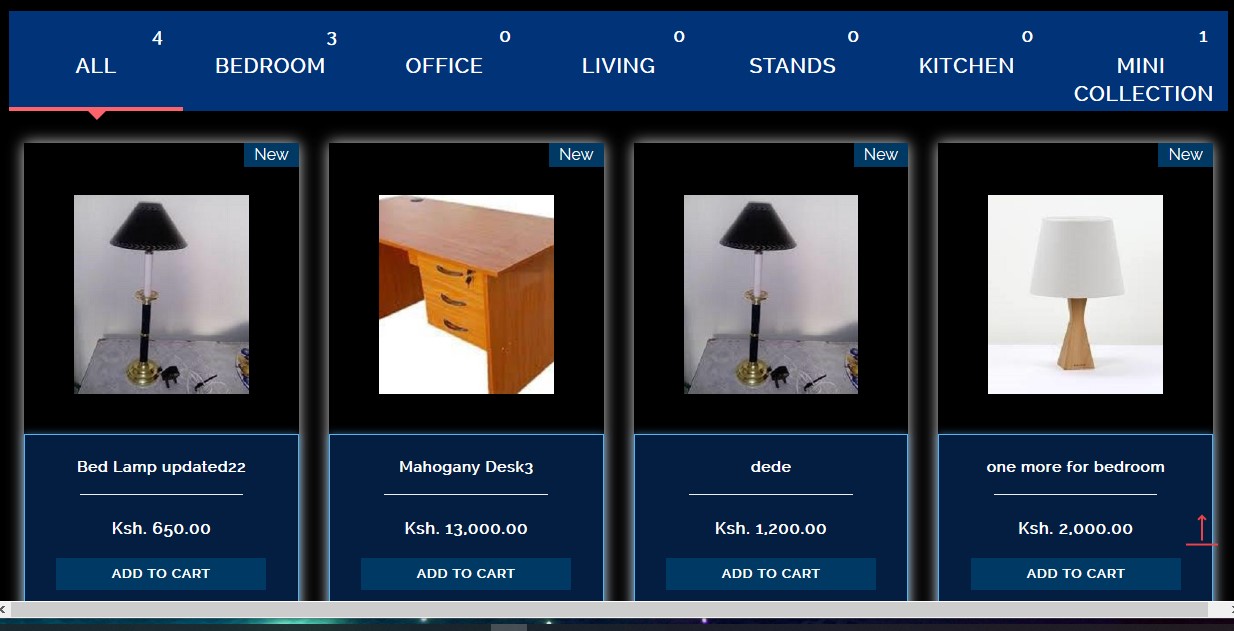 4
ALL
3
BEDROOM
0
OFFICE
0
LIVING
0
STANDS
0
KITCHEN
1
MINI
COLLECTION
New
New
New
New
Bed Lamp updated22
Mahogany Desk3
dede
one more for bedroom
Ksh. 650.00
Ksh. 13,000.00
Ksh. 1,200.00
Ksh. 2,000.00
ADD TO CART
ADD TO CART
ADD TO CART
ADD TO CART